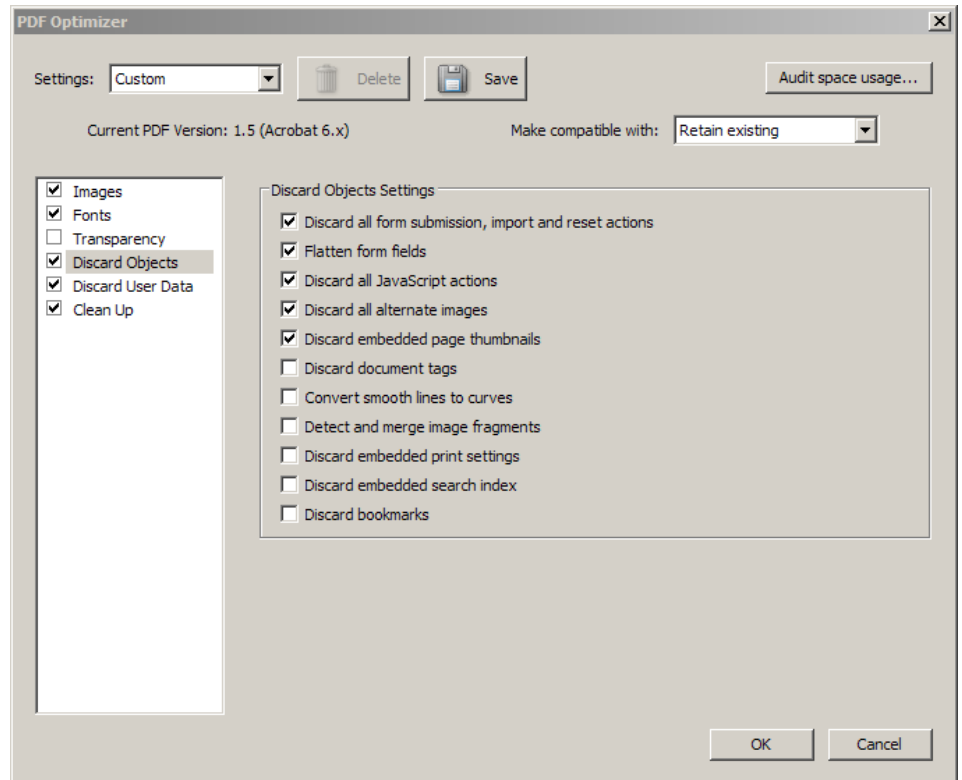 PDF Optimizer
Settings: Custom Delete Save Audit space usage...
Current PDF Version: 1.5 (Acrobat 6.x) Make compatible with: Retain existing
Images
Fonts
Transparency
Discard Objects
Discard User Data
Clean Up
Discard Objects Settings
Discard all form submission, import and reset actions
Flatten form fields
Discard all JavaScript actions
Discard all alternate images
Discard embedded page thumbnails
Discard document tags
Convert smooth lines to curves
Detect and merge image fragments
Discard embedded print settings
Discard embedded search index
Discard bookmarks
OK Cancel